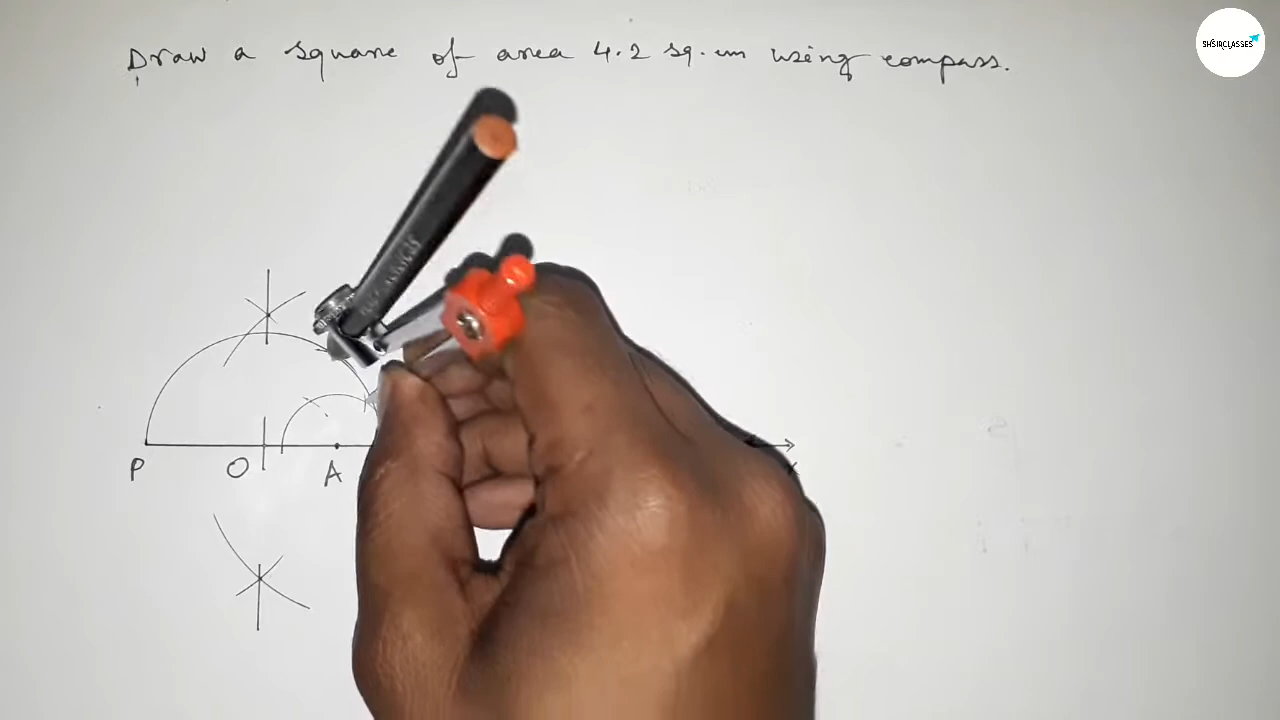 Draw a square of area 4.2 sq. cm using compass.
SHSIRCLASSES
P O A x